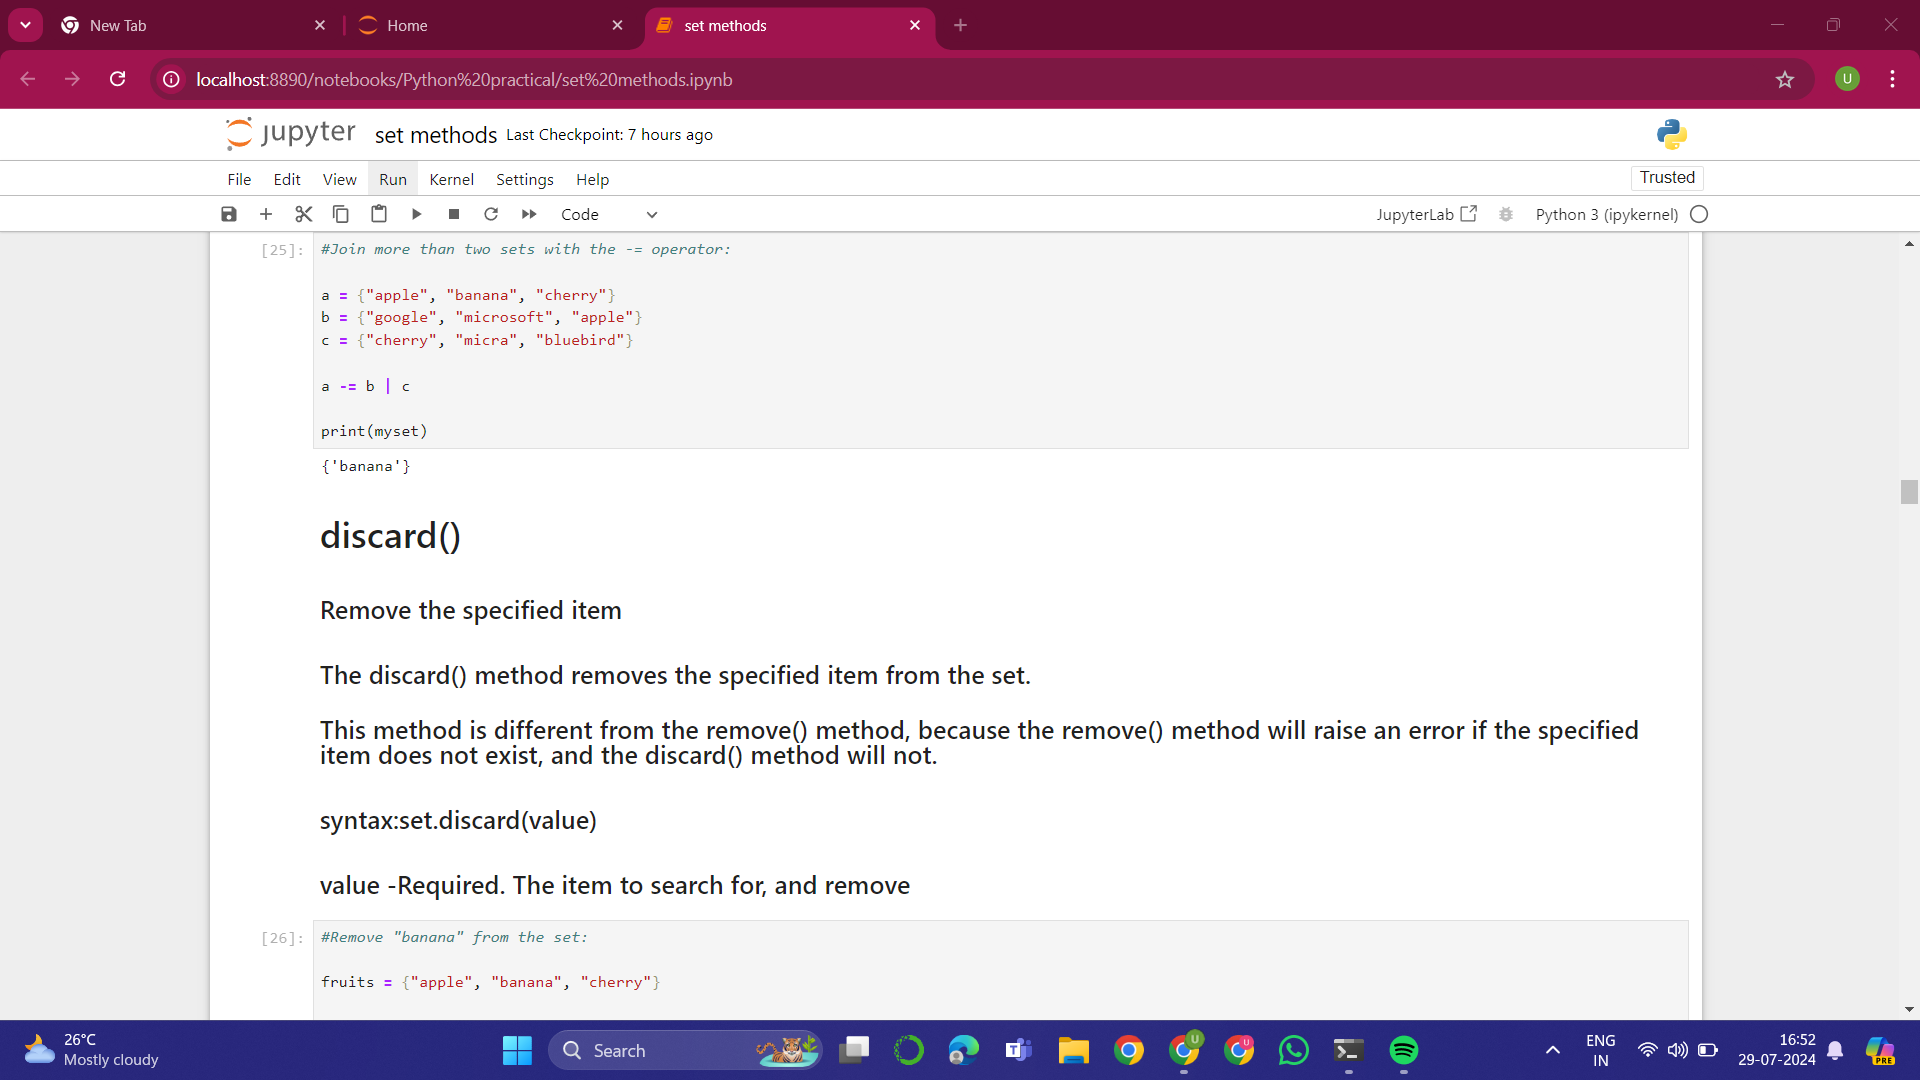 New Tab
Home
set methods
localhost:8890/notebooks/Python%20practical/set%20methods.ipynb
U
jupyter set methods Last Checkpoint: 7 hours ago
File Edit View Run Kernel Settings Help
Trusted
Code
JupyterLab
Python 3 (ipykernel)
[25]:
#Join more than two sets with the -= operator:
a = {"apple", "banana", "cherry"}
b = {"google", "microsoft", "apple"}
c = {"cherry", "micra", "bluebird"}
a -= b | c
print(myset)
{'banana'}
discard()
Remove the specified item
The discard() method removes the specified item from the set.
This method is different from the remove() method, because the remove() method will raise an error if the specified
item does not exist, and the discard() method will not.
syntax:set.discard(value)
value -Required. The item to search for, and remove
[26]:
#Remove "banana" from the set:
fruits = {"apple", "banana", "cherry"}
26°C
Mostly cloudy
Search
T
U
U
ENG
IN
16:52
29-07-2024
PRE